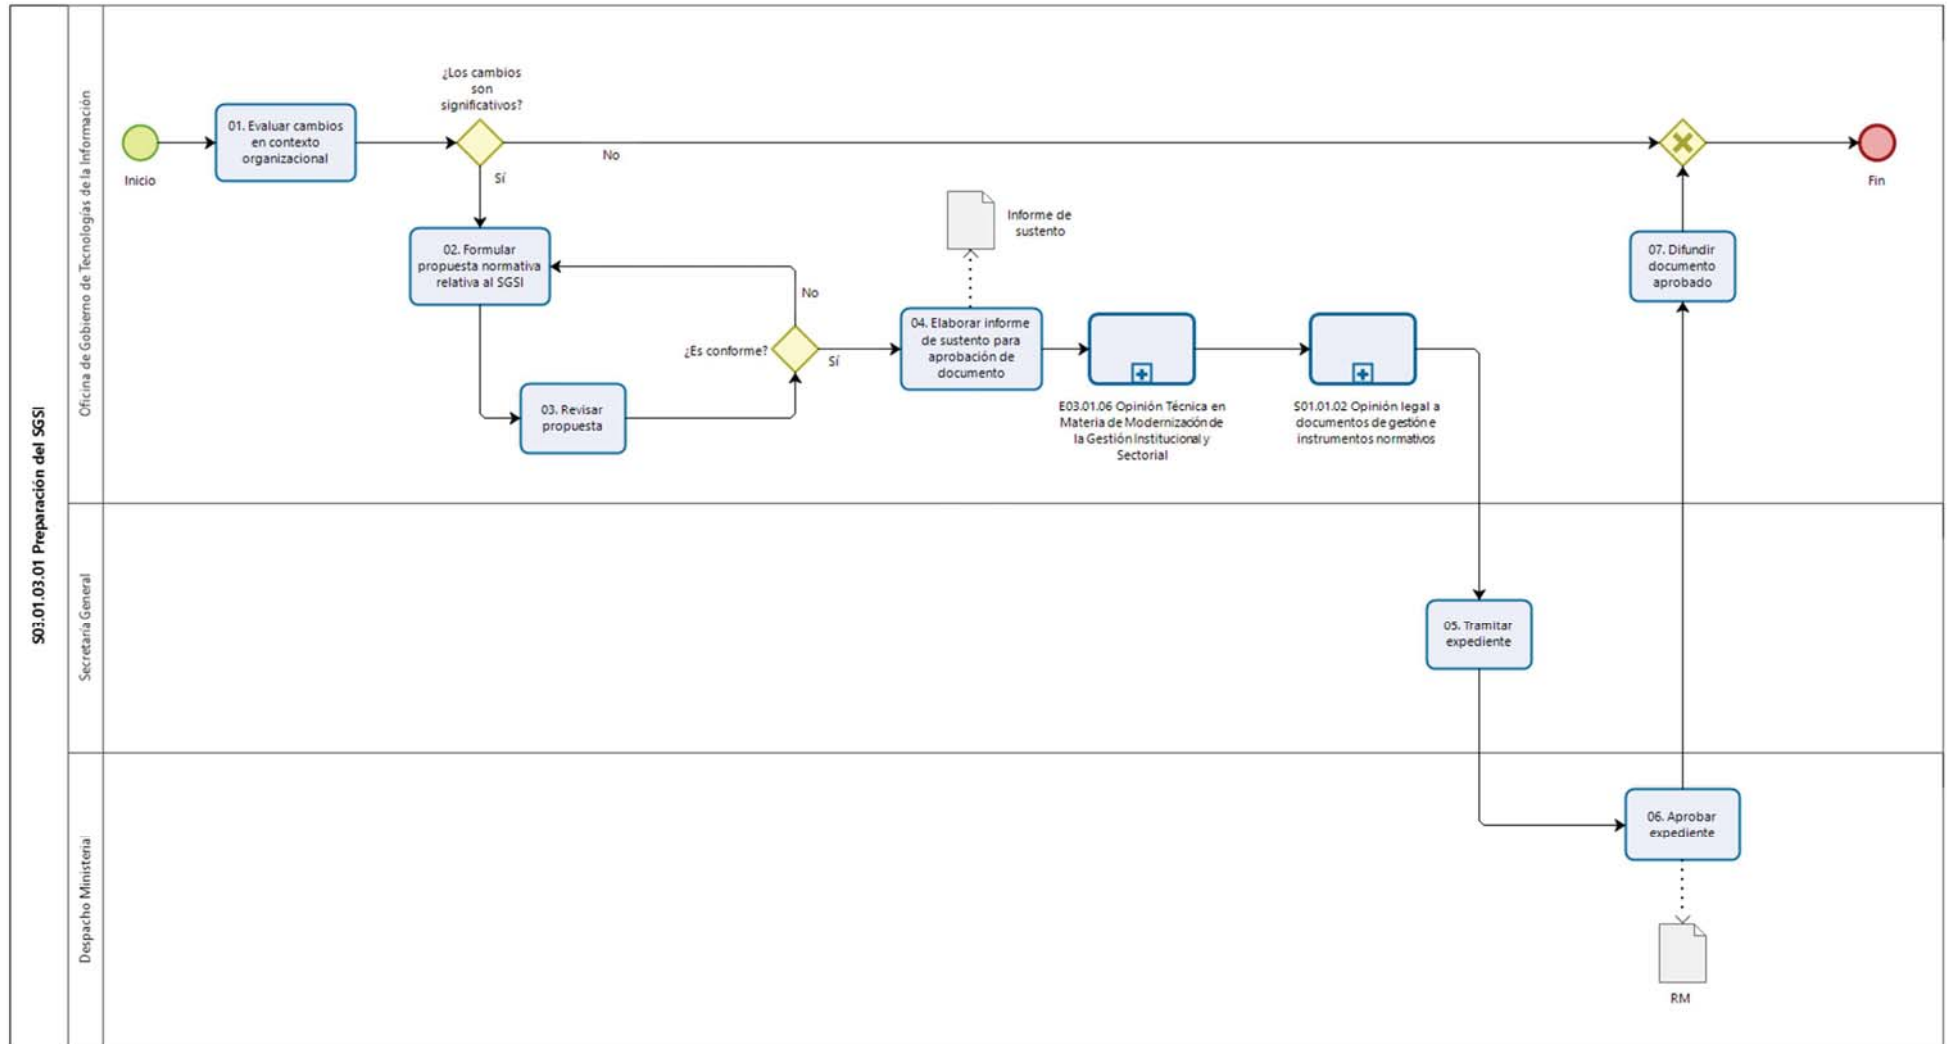 S03.01.03.01 Preparación del SGSI
Oficina de Gobierno de Tecnologías de la Información
¿Los cambios
son
significativos?
Inicio
01. Evaluar cambios
en contexto
organizacional
No
Sí
Fin
02. Formular
propuesta normativa
relativa al SGSI
Informe de
sustento
07. Difundir
documento
aprobado
No
¿Es conforme?
Sí
04. Elaborar informe
de sustento para
aprobación de
documento
03. Revisar
propuesta
E03.01.06 Opinión Técnica en
Materia de Modernización de
la Gestión Institucional y
Sectorial
S01.01.02 Opinión legal a
documentos de gestión e
instrumentos normativos
Secretaría General
05. Tramitar
expediente
Despacho Ministerial
06. Aprobar
expediente
RM